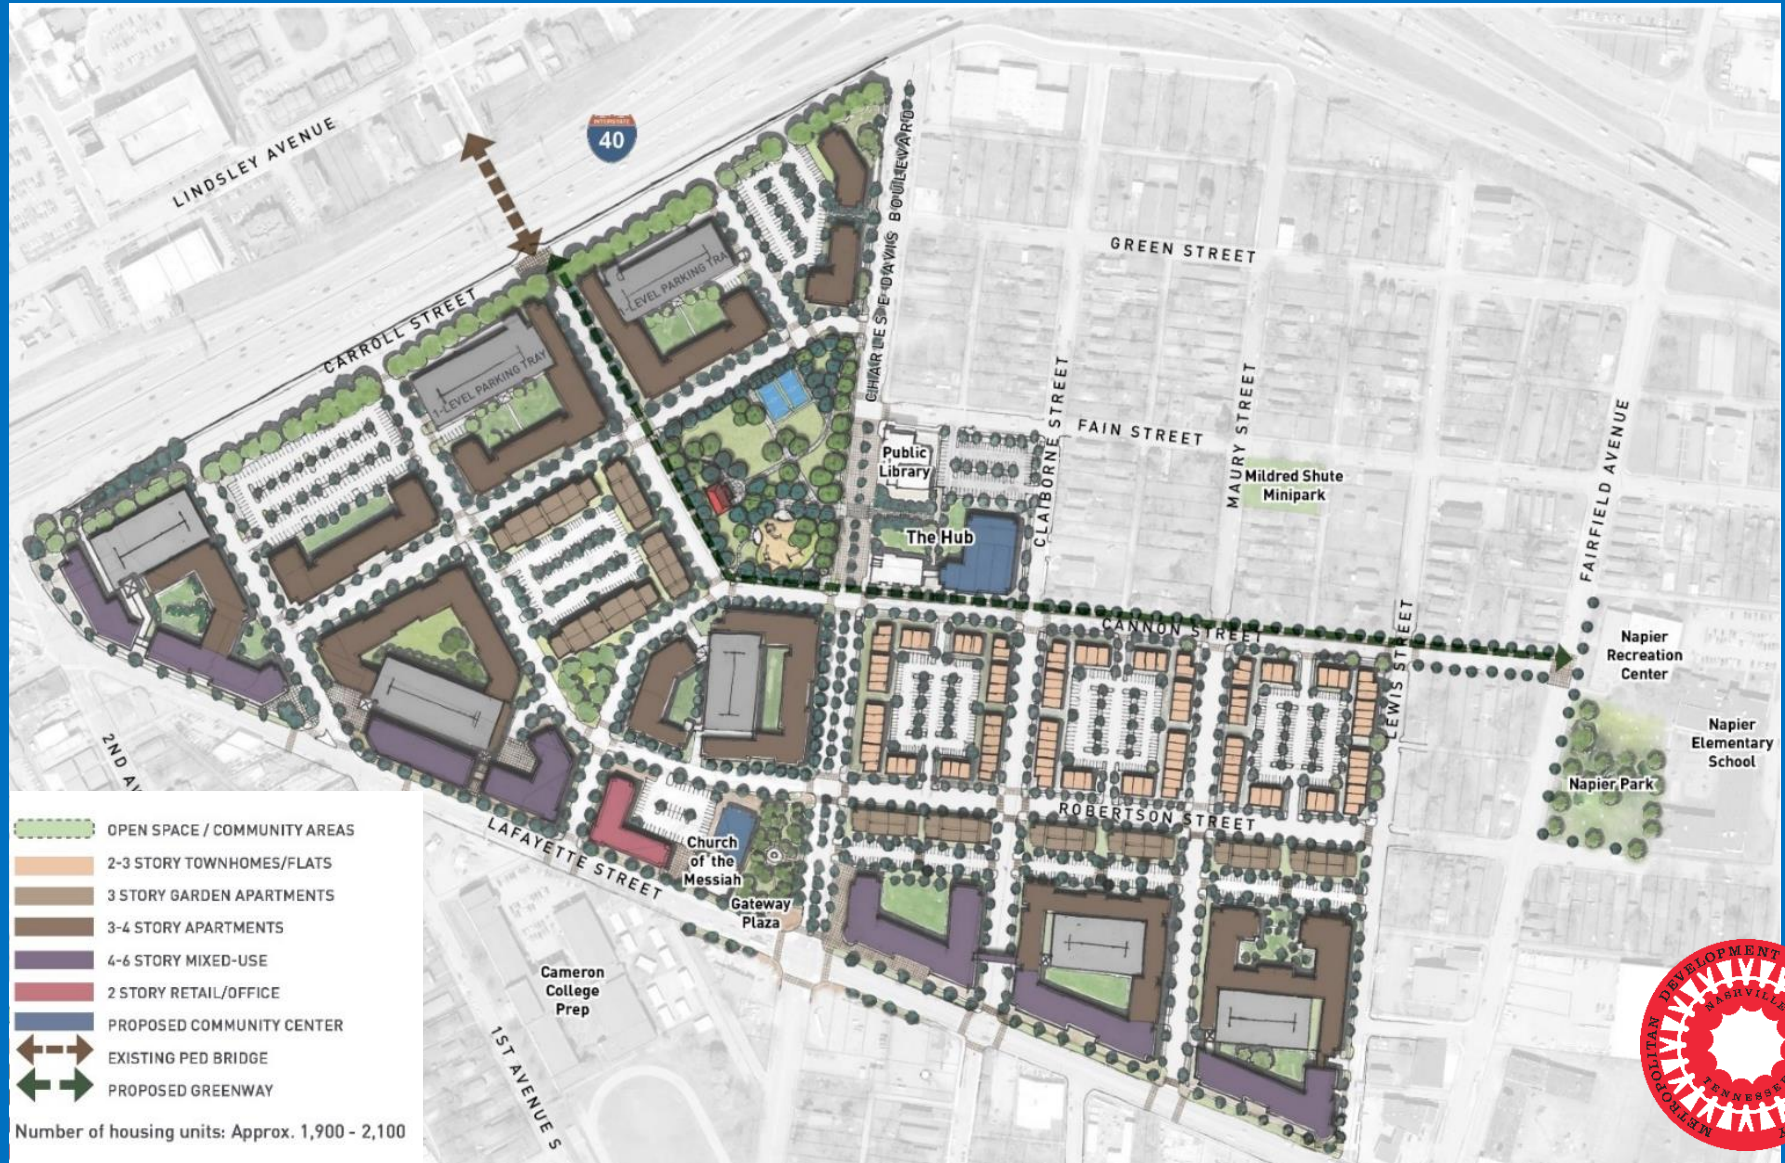 LINDSLEY AVENUE
INTERSTATE
40
CARROLL STREET
CHARLES E DAVIS BOULEVARD
GREEN STREET
1-LEVEL PARKING TRAY
-LEVEL PARKING TRA
FAIN STREET
CLAIBORNE STREET
MAURY STREET
FAIRFIELD AVENUE
Public
Library
Mildred Shute
Minipark
The Hub
CANNON STREET
LEWIS STREET
Napier
Recreation
Center
Napier
Elementary
School
Napier Park
2ND AV
ROBERTSON STREET
LAFAYETTE STREET
Church
of the
Messiah
Gateway
Plaza
Cameron
College
Prep
1ST AVENUE S
OPEN SPACE / COMMUNITY AREAS
2-3 STORY TOWNHOMES/FLATS
3 STORY GARDEN APARTMENTS
3-4 STORY APARTMENTS
4-6 STORY MIXED-USE
2 STORY RETAIL/OFFICE
PROPOSED COMMUNITY CENTER
EXISTING PED BRIDGE
PROPOSED GREENWAY
Number of housing units: Approx. 1,900 - 2,100
METROPOLITAN DEVELOPMENT
NASHVILLE
TENNESSE